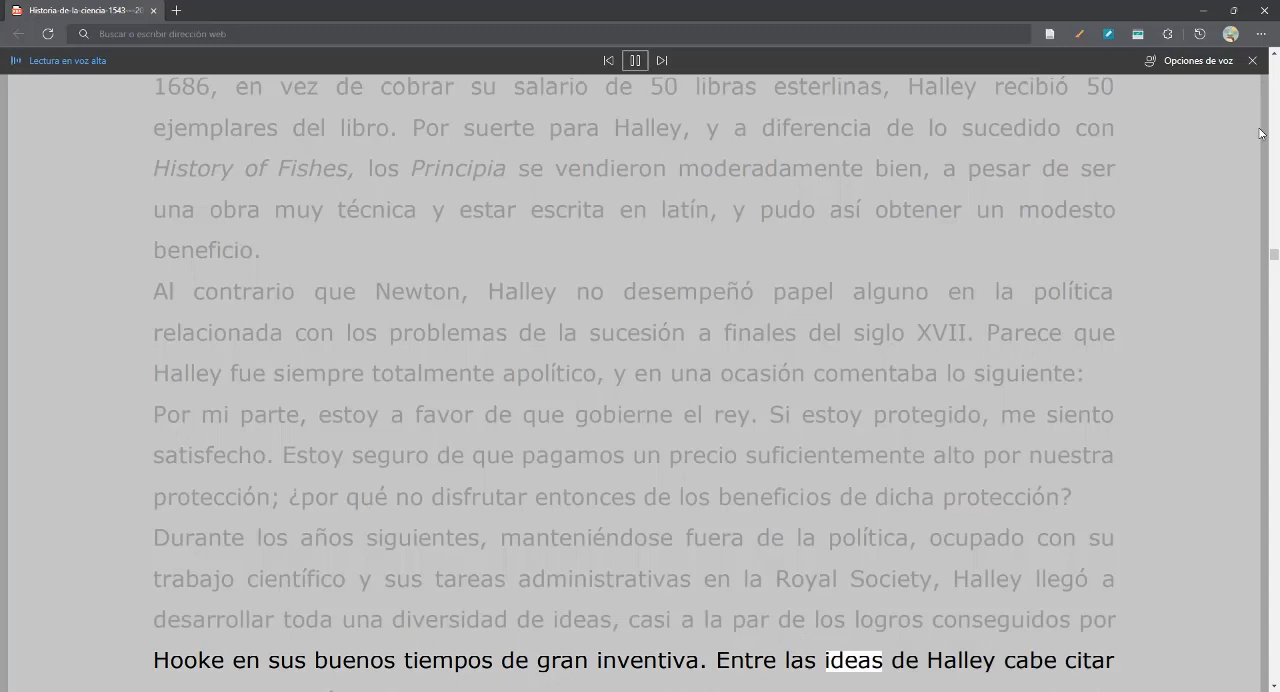 Historia-de-la-ciencia-1543---20
Buscar o escribir dirección web
Lectura en voz alta
Opciones de voz
1686, en vez de cobrar su salario de 50 libras esterlinas, Halley recibió 50
ejemplares del libro. Por suerte para Halley, y a diferencia de lo sucedido con
History of Fishes, los Principia se vendieron moderadamente bien, a pesar de ser
una obra muy técnica y estar escrita en latín, y pudo así obtener un modesto
beneficio.
Al contrario que Newton, Halley no desempeñó papel alguno en la política
relacionada con los problemas de la sucesión a finales del siglo XVII. Parece que
Halley fue siempre totalmente apolítico, y en una ocasión comentaba lo siguiente:
Por mi parte, estoy a favor de que gobierne el rey. Si estoy protegido, me siento
satisfecho. Estoy seguro de que pagamos un precio suficientemente alto por nuestra
protección; ¿por qué no disfrutar entonces de los beneficios de dicha protección?
Durante los años siguientes, manteniéndose fuera de la política, ocupado con su
trabajo científico y sus tareas administrativas en la Royal Society, Halley llegó a
desarrollar toda una diversidad de ideas, casi a la par de los logros conseguidos por
Hooke en sus buenos tiempos de gran inventiva. Entre las ideas de Halley cabe citar